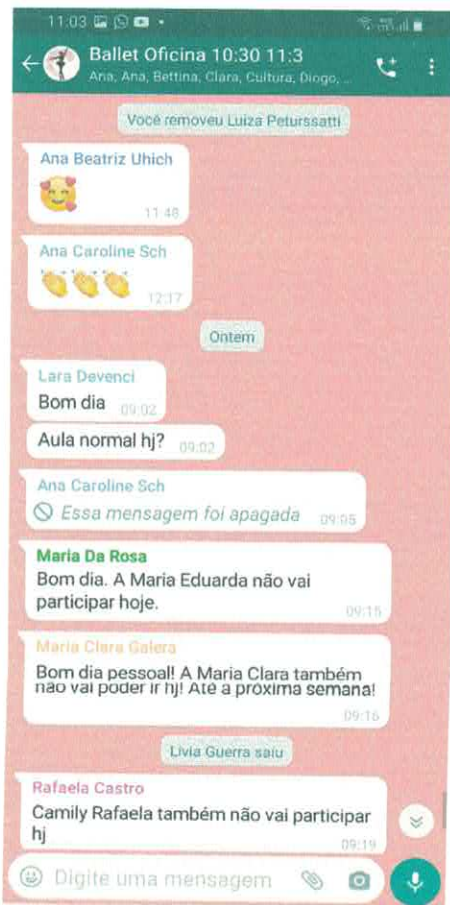 11:03
Ballet Oficina 10:30 11:3
Ana, Ana, Bettina, Clara, Cultura, Diogo, ...
Você removeu Luiza Peturssatti
Ana Beatriz Uhich
11:48
Ana Caroline Sch
12:17
Ontem
Lara Devenci
Bom dia 09:02
Aula normal hj? 09:02
Ana Caroline Sch
Essa mensagem foi apagada 09:05
Maria Da Rosa
Bom dia. A Maria Eduarda não vai
participar hoje.
09:15
Maria Clara Galera
Bom dia pessoal! A Maria Clara também
não vai poder ir hj! Até a próxima semana!
09:16
Livia Guerra saiu
Rafaela Castro
Camily Rafaela também não vai participar
hj
09:19
Digite uma mensagem